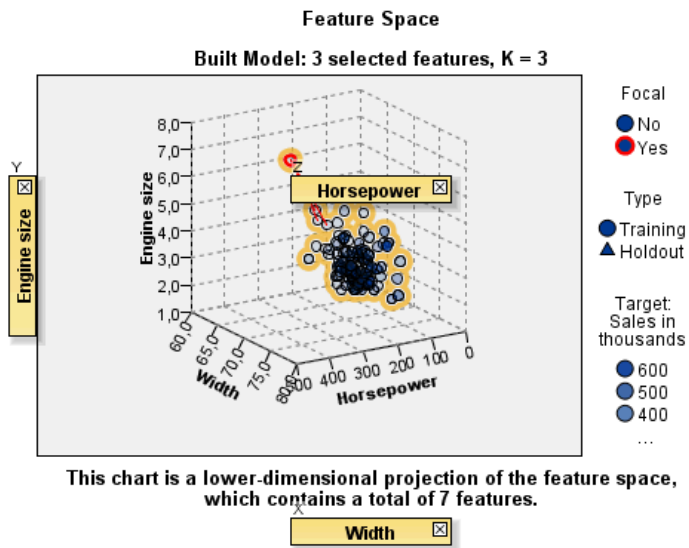 Feature Space
Built Model: 3 selected features, K = 3
Y
Engine size
Engine size
8,0
7,0
6,0
5,0
4,0
3,0
2,0
1,0
Z
Horsepower
60,0
65,0
70,0
75,0
80,0
Width
400
300
200
100
0
Horsepower
Focal
No
Yes
Type
Training
Holdout
Target:
Sales in
thousands
600
500
400
...
This chart is a lower-dimensional projection of the feature space,
which contains a total of 7 features.
X
Width